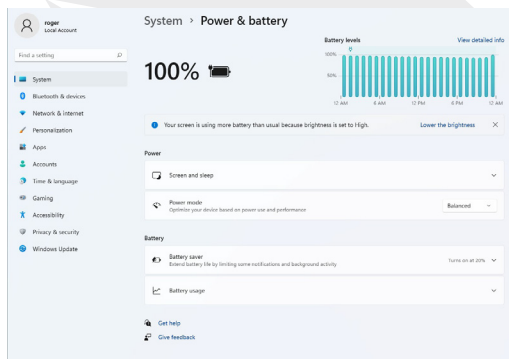 roger
Local Account
Find a setting
System
Bluetooth & devices
Network & internet
Personalization
Apps
Accounts
Time & language
Gaming
Accessibility
Privacy & security
Windows Update
System > Power & battery
100%
Battery levels
View detailed info
100%
50%
12 AM
6 AM
12 PM
6 PM
12 AM
Your screen is using more battery than usual because brightness is set to High.
Lower the brightness
Power
Screen and sleep
Power mode
Optimize your device based on power use and performance
Balanced
Battery
Battery saver
Extend battery life by limiting some notifications and background activity
Turns on at 20%
Battery usage
Get help
Give feedback